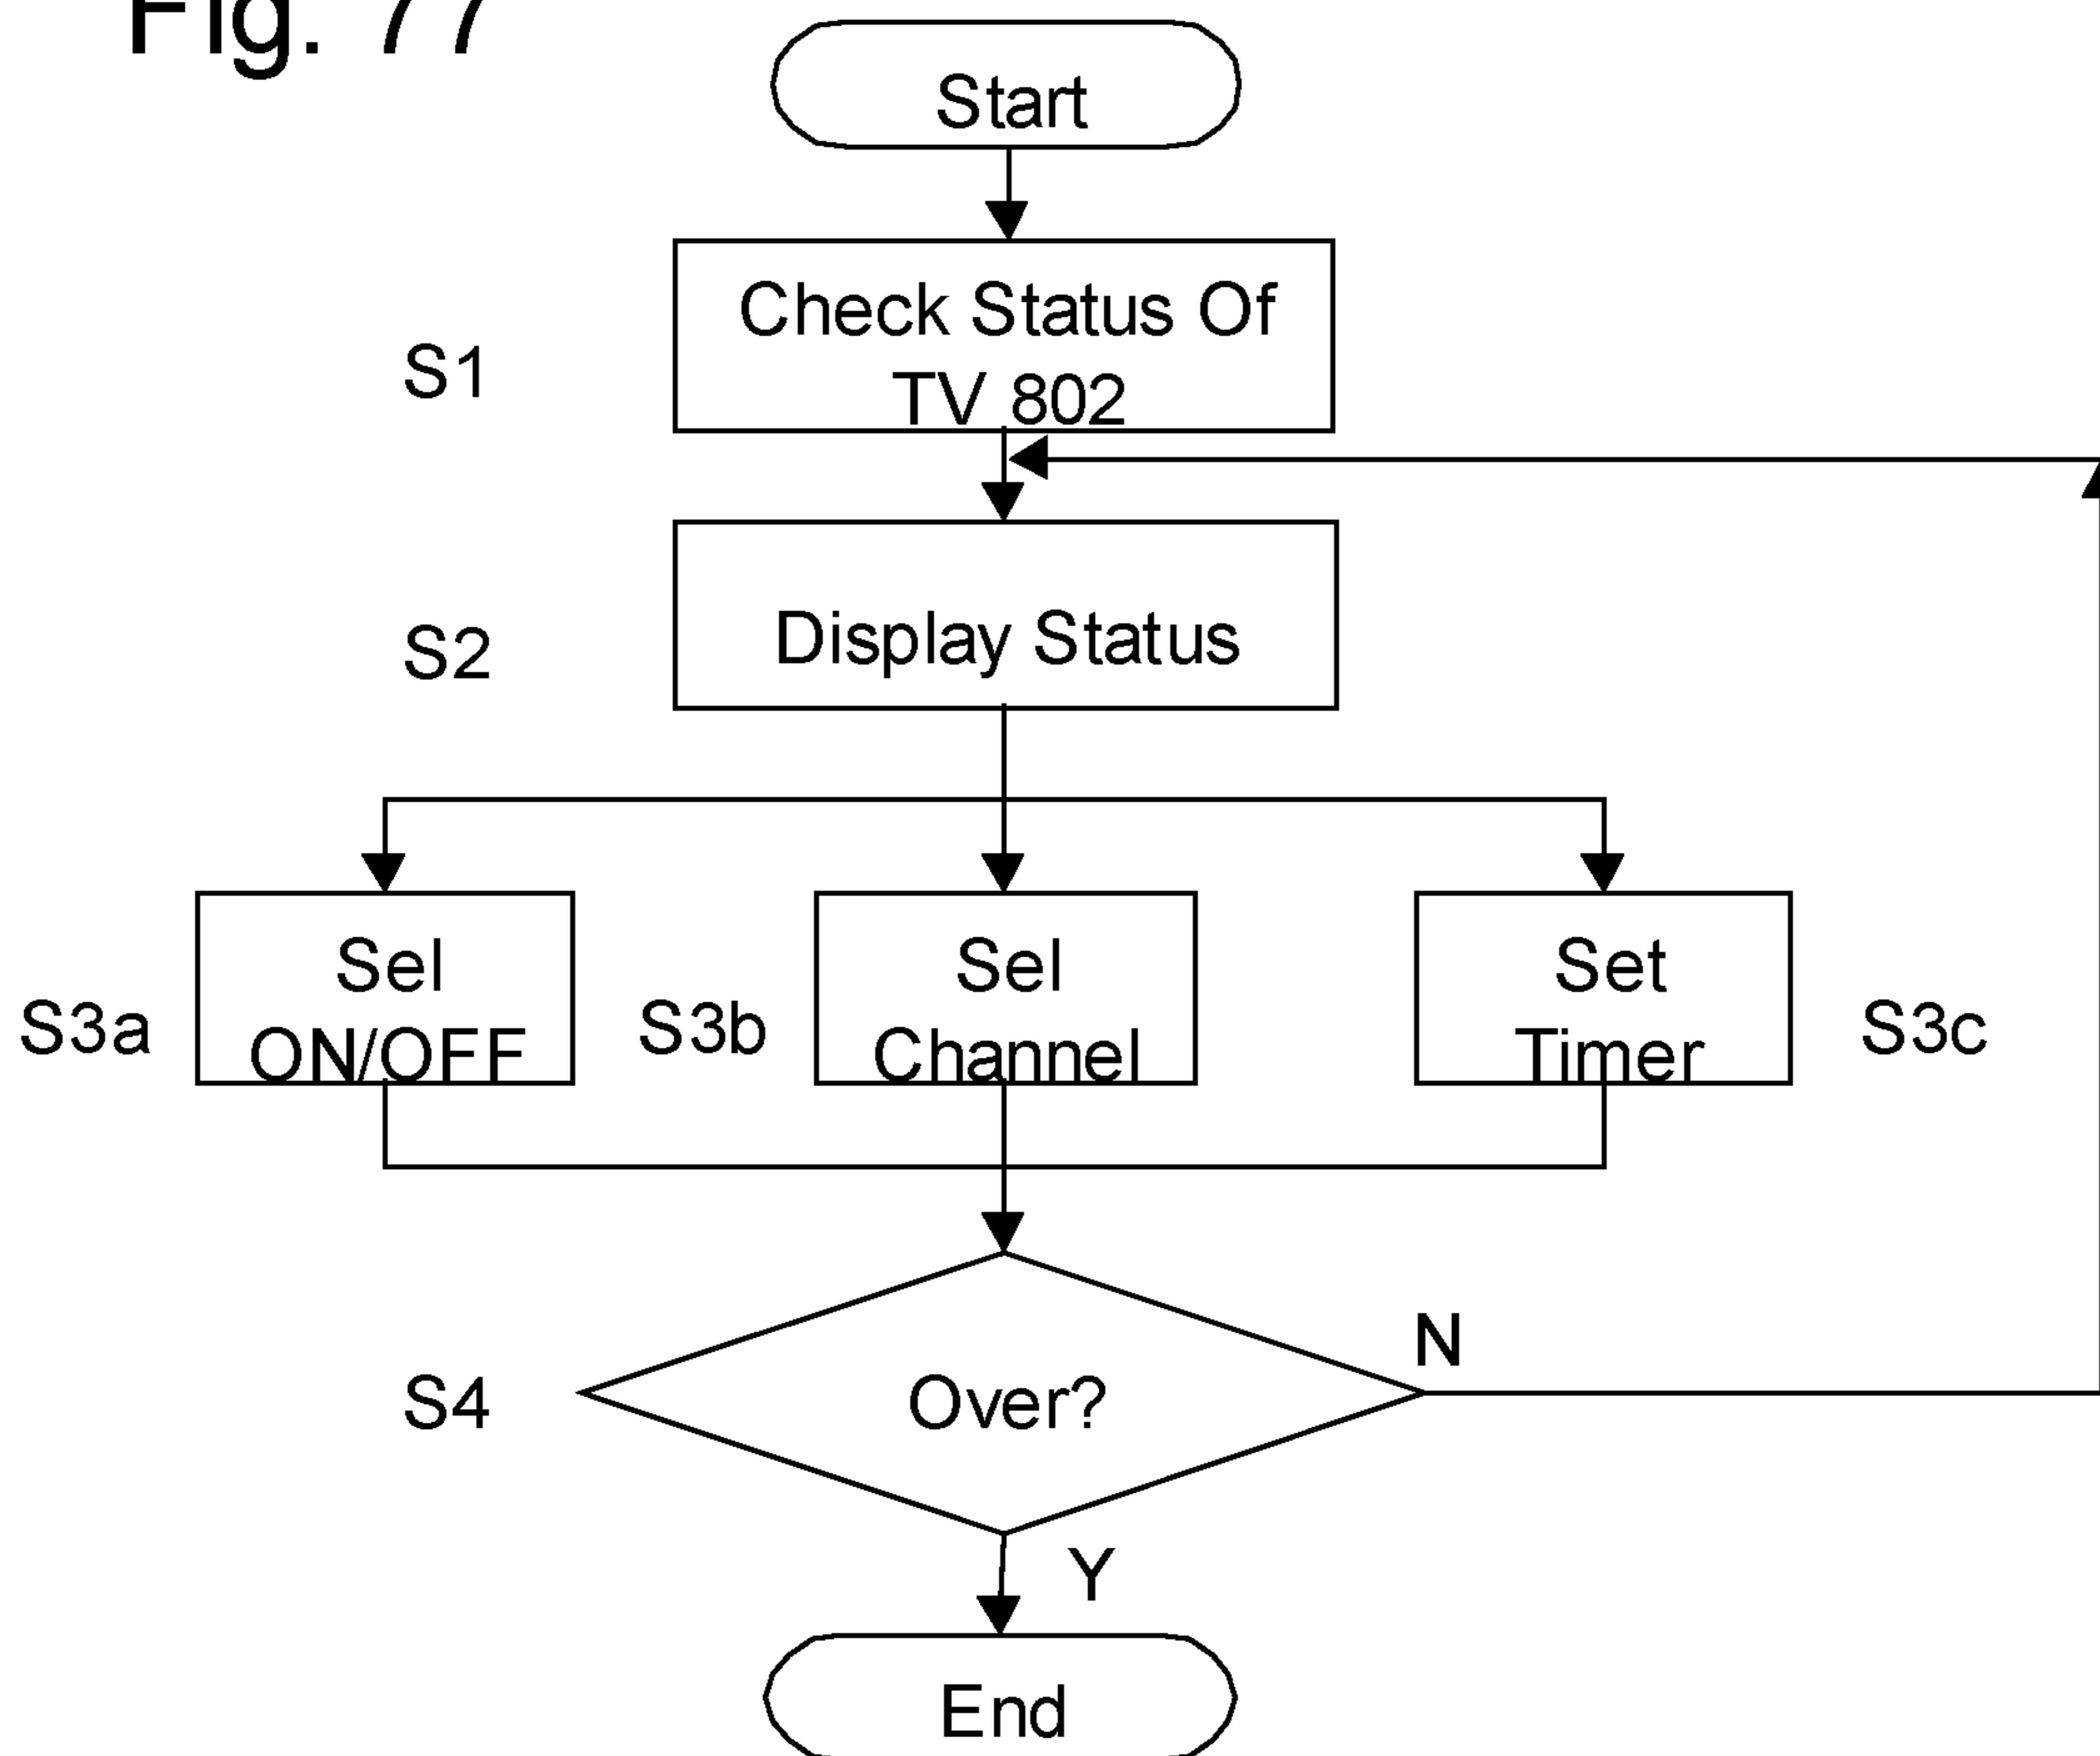 Fig. 77
Start
Check Status Of
TV 802
S1
Display Status
S2
Sel
ON/OFF
S3a
Sel
Channel
S3b
Set
Timer
S3c
Over?
S4
N
Y
End